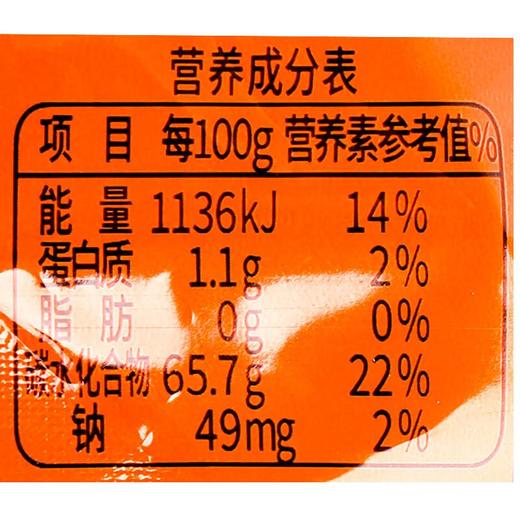 营养成分表
项 目 每100g 营养素参考值%
能 量 1136kJ 14%
蛋白质 1.1g 2%
脂 肪 0g 0%
碳水化合物 65.7g 22%
钠 49mg 2%